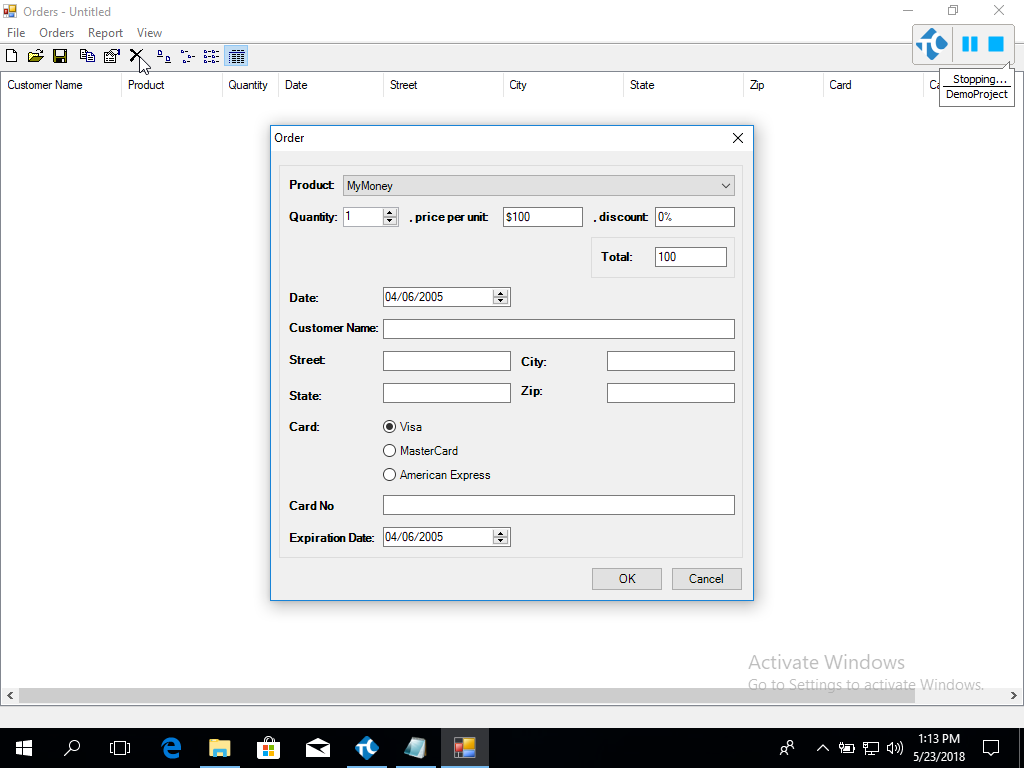 Orders - Untitled
File Orders Report View
Stopping...
DemoProject
Customer Name Product Quantity Date Street City State Zip Card
Order
Product: MyMoney
Quantity: 1 , price per unit: $100 , discount: 0%
Total: 100
Date: 04/06/2005
Customer Name:
Street: City:
State: Zip:
Card: Visa
MasterCard
American Express
Card No
Expiration Date: 04/06/2005
OK Cancel
Activate Windows
Go to Settings to activate Windows.
1:13 PM
5/23/2018